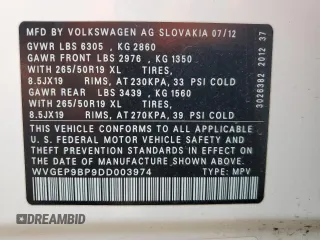 MFD BY VOLKSWAGEN AG SLOVAKIA 07/12
GVWR LBS 6305 , KG 2860
GAWR FRONT LBS 2976 , KG 1350
WITH 265/50R19 XL TIRES,
8.5JX19 RIMS, AT 230KPA, 33 PSI COLD
GAWR REAR LBS 3439 , KG 1560
WITH 265/50R19 XL TIRES,
8.5JX19 RIMS, AT 270KPA, 39 PSI COLD
THIS VEHICLE CONFORMS TO ALL APPLICABLE
U. S. FEDERAL MOTOR VEHICLE SAFETY
STANDARDS IN EFFECT ON THE DATE OF
MANUFACTURE SHOWN ABOVE.
WVGEP9BP9DD003974 TYPE: MPV
3026382 2012 37
AUTOBIDMASTER